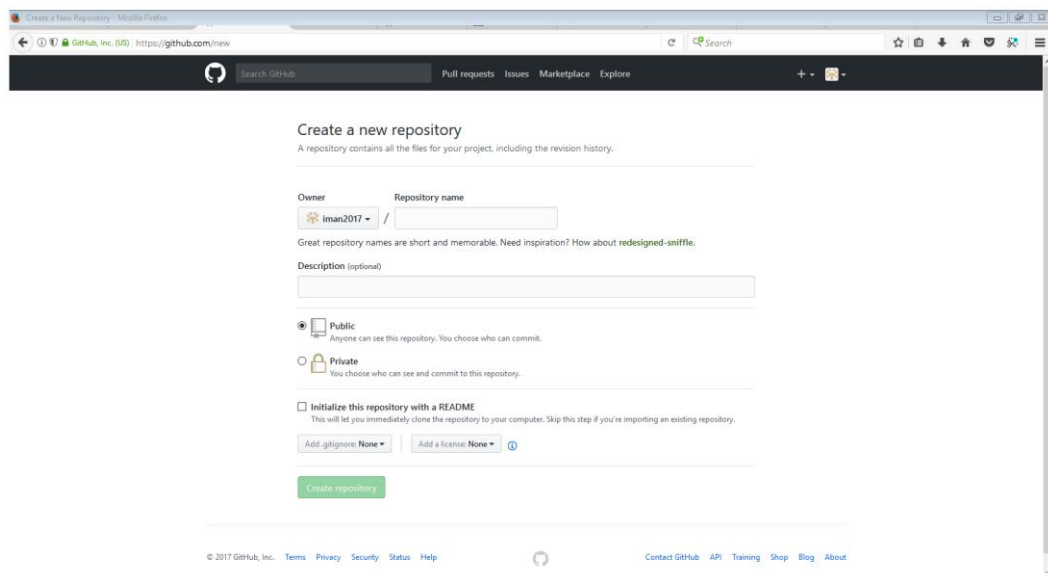 Create a New Repository - Mozilla Firefox
GitHub, Inc. (US) https://github.com/new
Search
Search GitHub
Pull requests Issues Marketplace Explore
Create a new repository
A repository contains all the files for your project, including the revision history.
Owner Repository name
iman2017 /
Great repository names are short and memorable. Need inspiration? How about redesigned-sniffle.
Description (optional)
Public
Anyone can see this repository. You choose who can commit.
Private
You choose who can see and commit to this repository.
Initialize this repository with a README
This will let you immediately clone the repository to your computer. Skip this step if you're importing an existing repository.
Add .gitignore: None Add a license: None
Create repository
© 2017 GitHub, Inc. Terms Privacy Security Status Help Contact GitHub API Training Shop Blog About